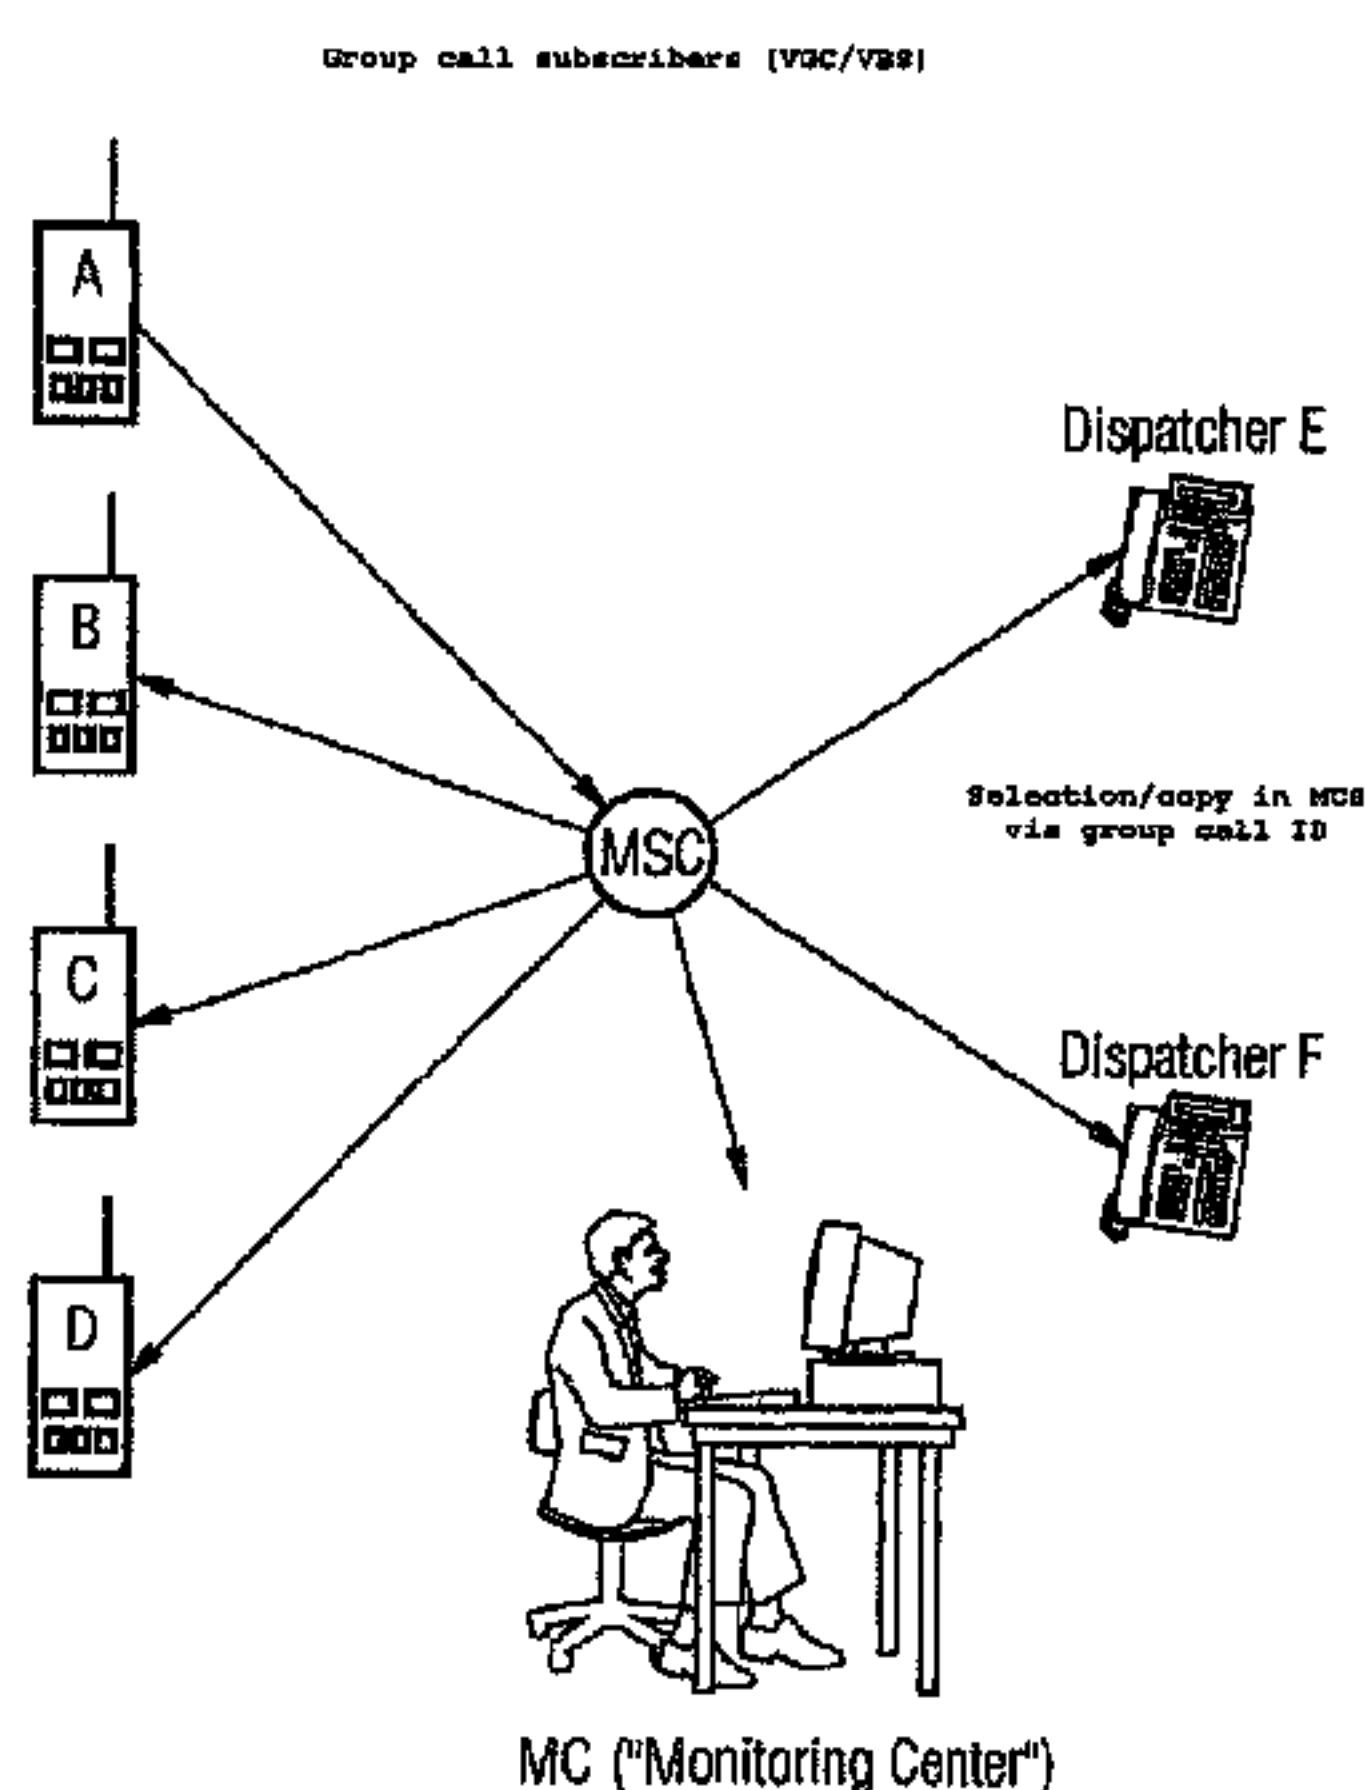 Group call subscribers (VGC/VBS)
A
Dispatcher E
B
Selection/copy in MCS
via group call ID
MSC
C
Dispatcher F
D
MC ("Monitoring Center")